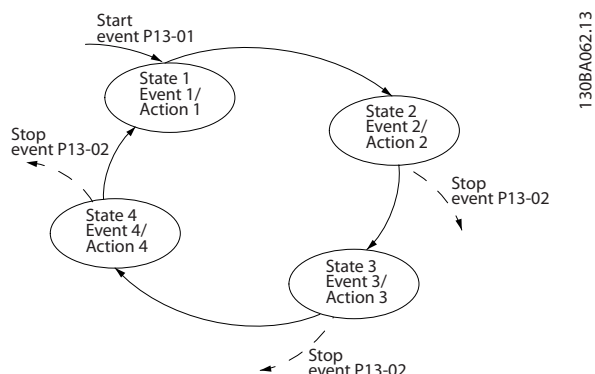 Start
event P13-01
130BA062.13
State 1
Event 1/
Action 1
State 2
Event 2/
Action 2
Stop
event P13-02
Stop
event P13-02
State 4
Event 4/
Action 4
State 3
Event 3/
Action 3
Stop
event P13-02